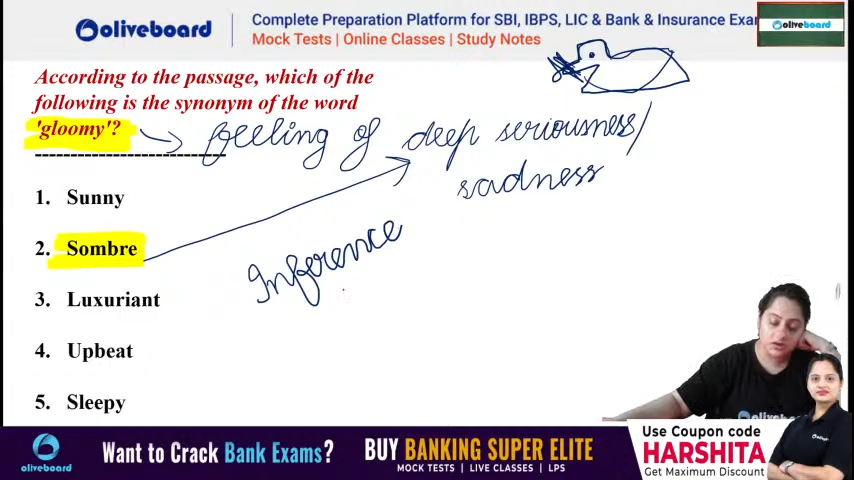 oliveboard
Complete Preparation Platform for SBI, IBPS, LIC & Bank & Insurance Exa
Mock Tests | Online Classes | Study Notes
oliveboard
According to the passage, which of the
following is the synonym of the word
'gloomy'?
feeling of deep seriousness/
sadness
1. Sunny
2. Sombre
Inference
3. Luxuriant
4. Upbeat
5. Sleepy
oliveboard
Want to Crack Bank Exams?
BUY BANKING SUPER ELITE
MOCK TESTS | LIVE CLASSES | LPS
Use Coupon code
HARSHITA
Get Maximum Discount